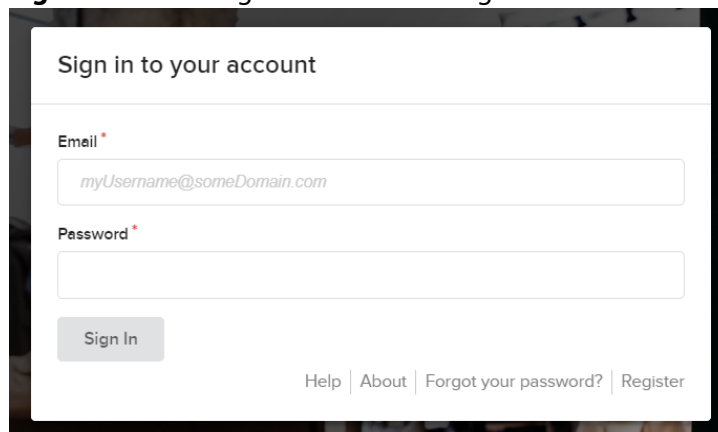 Sign in to your account
Email *
myUsername@someDomain.com
Password *
Sign In
Help | About | Forgot your password? | Register